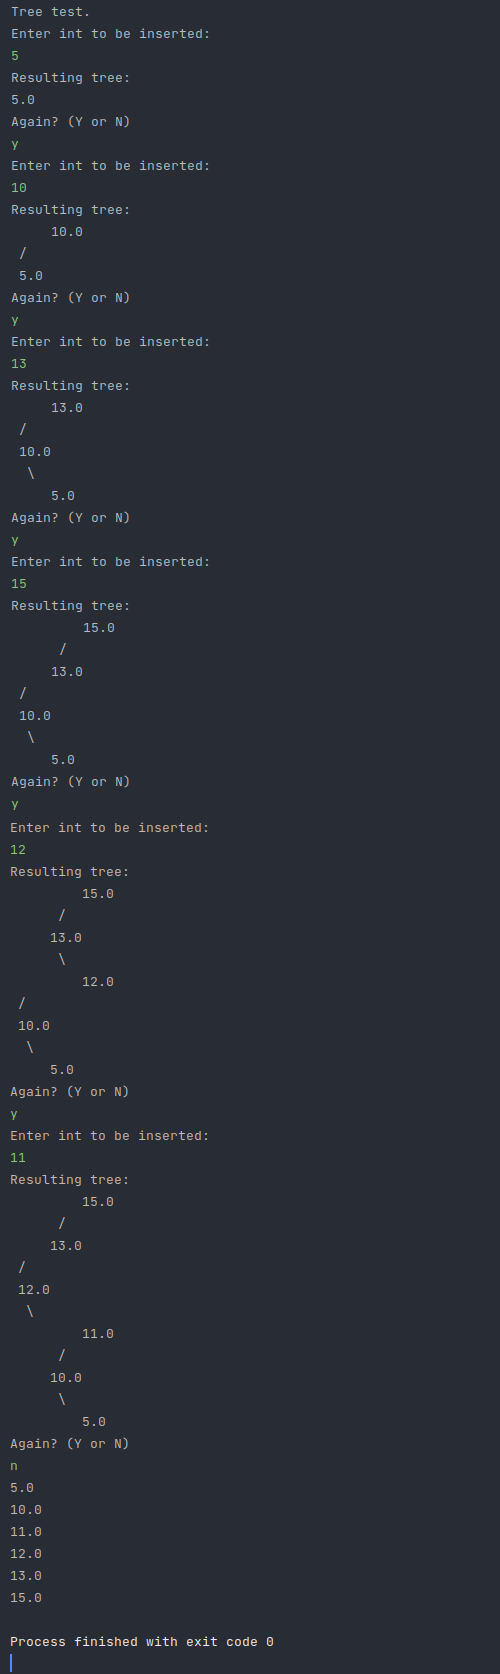 Tree test.
Enter int to be inserted:
5
Resulting tree:
5.0
Again? (Y or N)
y
Enter int to be inserted:
10
Resulting tree:
     10.0
 /
 5.0
Again? (Y or N)
y
Enter int to be inserted:
13
Resulting tree:
     13.0
 /
 10.0
  \
     5.0
Again? (Y or N)
y
Enter int to be inserted:
15
Resulting tree:
         15.0
      /
     13.0
 /
 10.0
  \
     5.0
Again? (Y or N)
y
Enter int to be inserted:
12
Resulting tree:
         15.0
      /
     13.0
      \
         12.0
 /
 10.0
  \
     5.0
Again? (Y or N)
y
Enter int to be inserted:
11
Resulting tree:
         15.0
      /
     13.0
 /
 12.0
  \
         11.0
      /
     10.0
      \
         5.0
Again? (Y or N)
n
5.0
10.0
11.0
12.0
13.0
15.0

Process finished with exit code 0